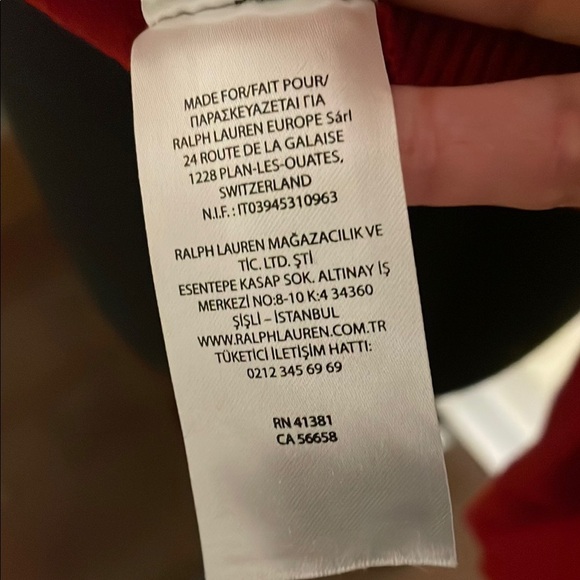 MADE FOR/FAIT POUR/
ΠΑΡΑΣΚΕΥΑΖΕΤΑΙ ΓΙΑ
RALPH LAUREN EUROPE Sárl
24 ROUTE DE LA GALAISE
1228 PLAN-LES-OUATES,
SWITZERLAND
N.I.F.: IT03945310963
RALPH LAUREN MAĞAZACILIK VE
TİC. LTD. ŞTİ
ESENTEPE KASAP SOK. ALTINAY İŞ
MERKEZİ NO:8-10 K:4 34360
ŞİŞLİ – İSTANBUL
WWW.RALPHLAUREN.COM.TR
TÜKETİCİ İLETİŞİM HATTI:
0212 345 69 69
RN 41381
CA 56658